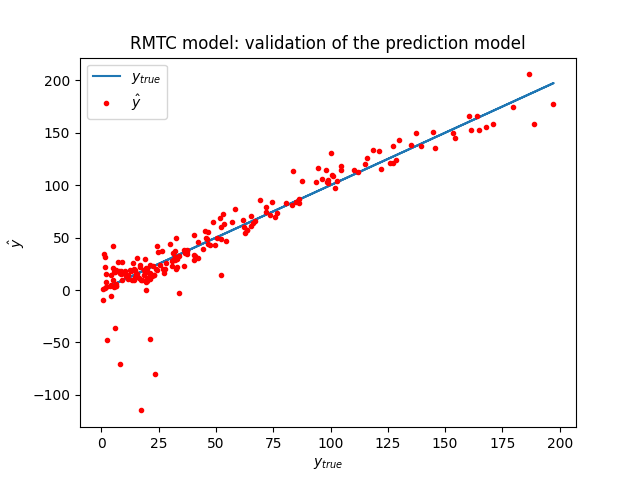 RMTC model: validation of the prediction model
y_true
ŷ
200
150
100
50
0
−50
−100
ŷ
0 25 50 75 100 125 150 175 200
y_true